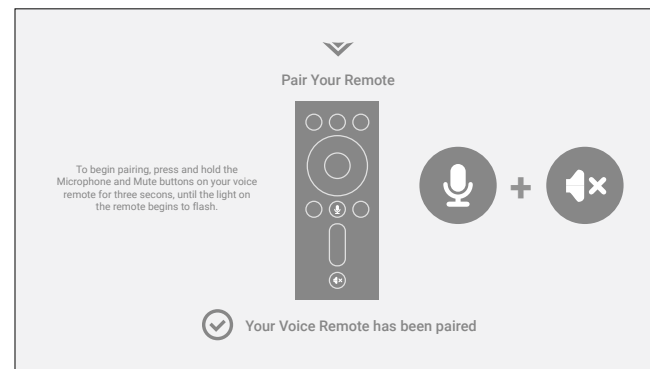 Pair Your Remote
To begin pairing, press and hold the
Microphone and Mute buttons on your voice
remote for three secons, until the light on
the remote begins to flash.
Your Voice Remote has been paired